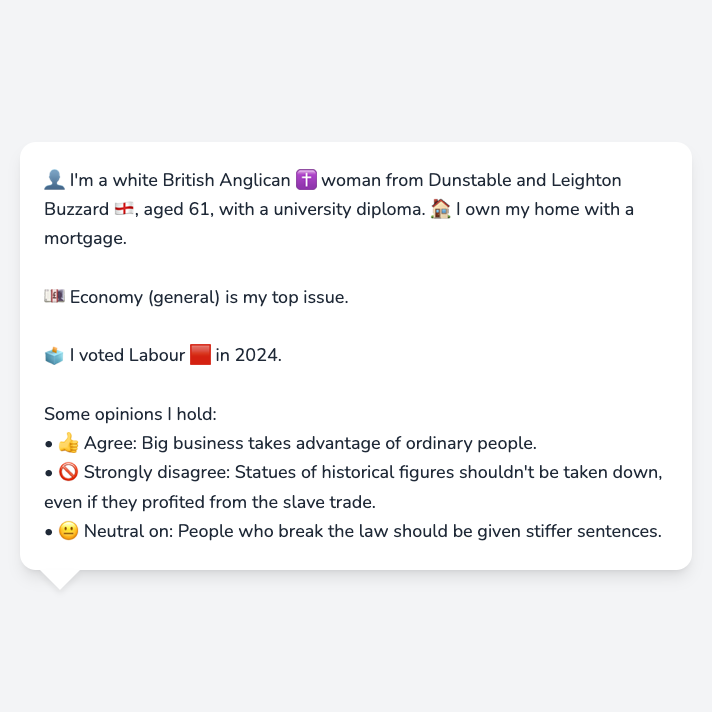 👤 I'm a white British Anglican ✝️ woman from Dunstable and Leighton
Buzzard 🏴󠁧󠁢󠁥󠁮󠁧󠁿, aged 61, with a university diploma. 🏠 I own my home with a
mortgage.
💷 Economy (general) is my top issue.
🗳️ I voted Labour 🟥 in 2024.
Some opinions I hold:
• 👍 Agree: Big business takes advantage of ordinary people.
• 🚫 Strongly disagree: Statues of historical figures shouldn't be taken down,
even if they profited from the slave trade.
• 😐 Neutral on: People who break the law should be given stiffer sentences.